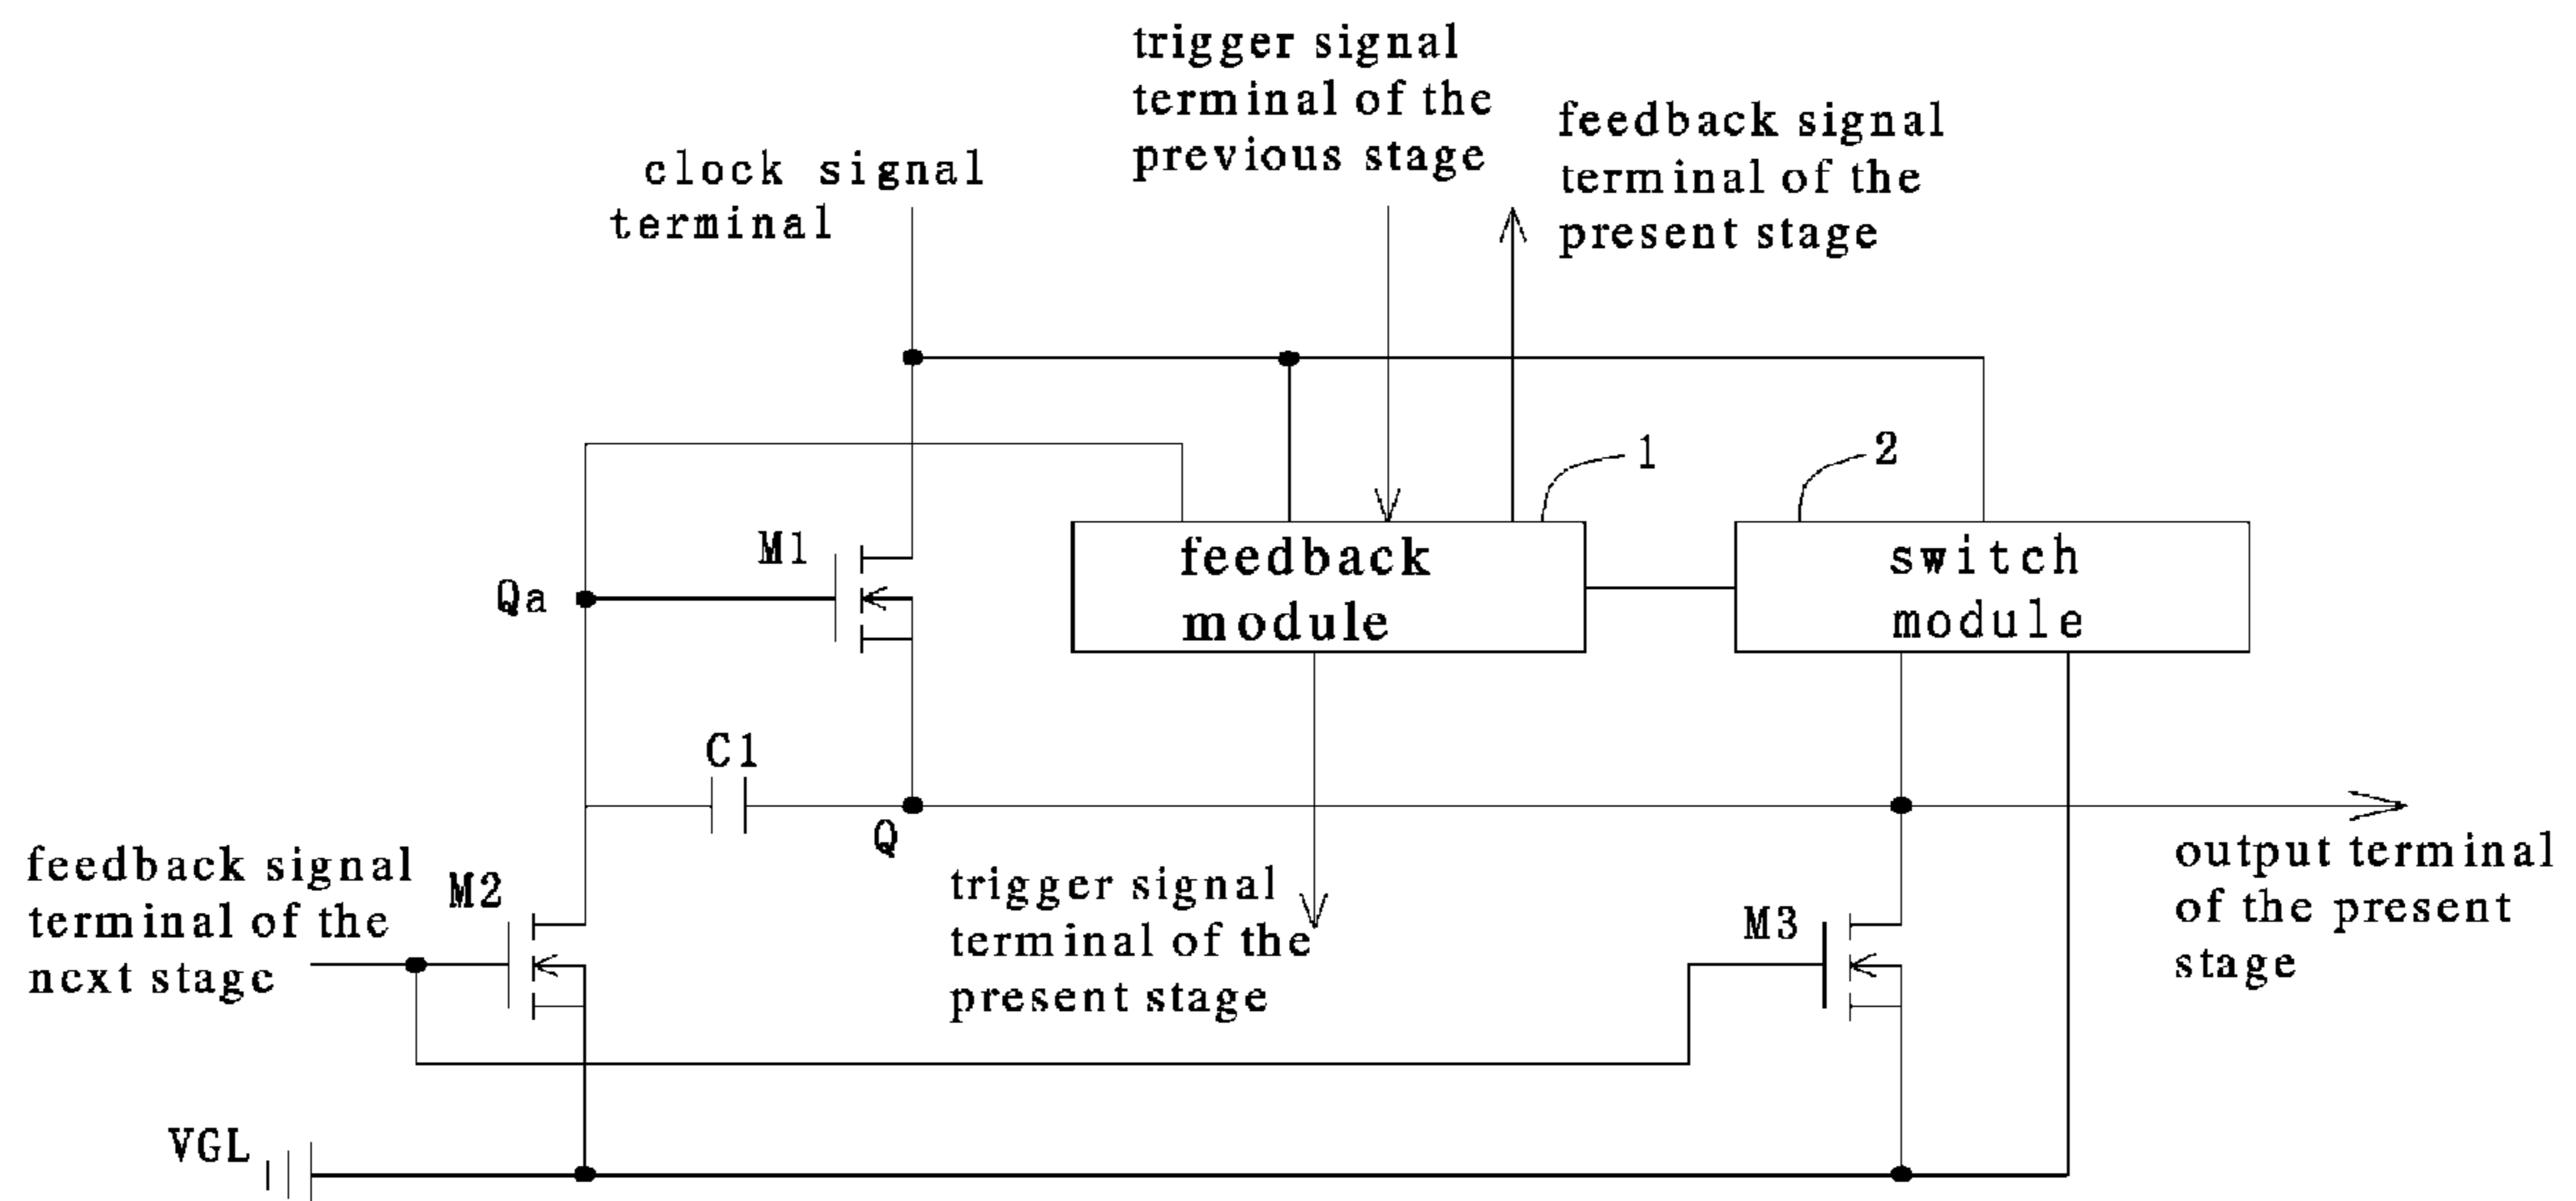 trigger signal
terminal of the
previous stage
feedback signal
terminal of the
present stage
clock signal
terminal
1
2
M1
feedback
module
switch
module
Qa
C1
Q
feedback signal
terminal of the
next stage
M2
trigger signal
terminal of the
present stage
M3
output terminal
of the present
stage
VGL